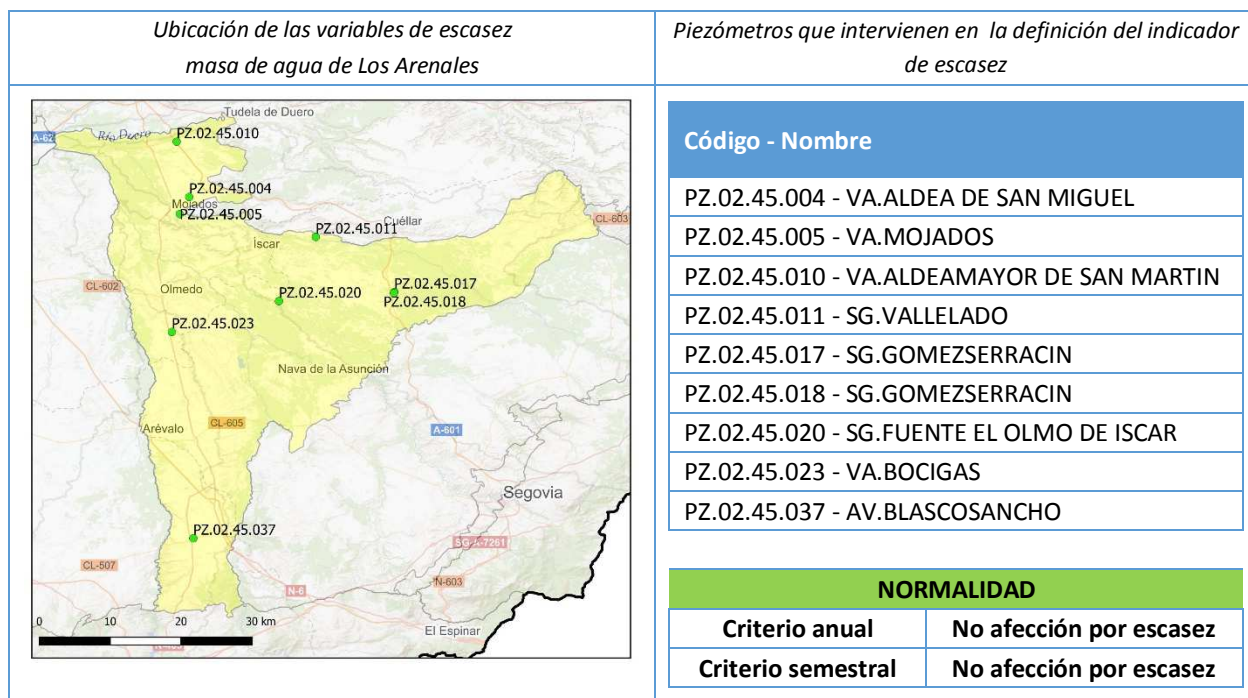 Ubicación de las variables de escasez
masa de agua de Los Arenales
Piezómetros que intervienen en la definición del indicador
de escasez
Tudela de Duero
A-62
Río Duero
PZ.02.45.010
PZ.02.45.004
Mojados
PZ.02.45.005
Cuéllar
CL-603
PZ.02.45.011
Íscar
CL-602
Olmedo
PZ.02.45.017
PZ.02.45.020
PZ.02.45.018
PZ.02.45.023
Nava de la Asunción
Arévalo
CL-605
A-601
Segovia
PZ.02.45.037
SG-A-7261
CL-507
N-6
N-603
0 10 20 30 km
El Espinar
Código - Nombre
PZ.02.45.004 - VA.ALDEA DE SAN MIGUEL
PZ.02.45.005 - VA.MOJADOS
PZ.02.45.010 - VA.ALDEAMAYOR DE SAN MARTIN
PZ.02.45.011 - SG.VALLELADO
PZ.02.45.017 - SG.GOMEZSERRACIN
PZ.02.45.018 - SG.GOMEZSERRACIN
PZ.02.45.020 - SG.FUENTE EL OLMO DE ISCAR
PZ.02.45.023 - VA.BOCIGAS
PZ.02.45.037 - AV.BLASCOSANCHO
NORMALIDAD
Criterio anual No afección por escasez
Criterio semestral No afección por escasez